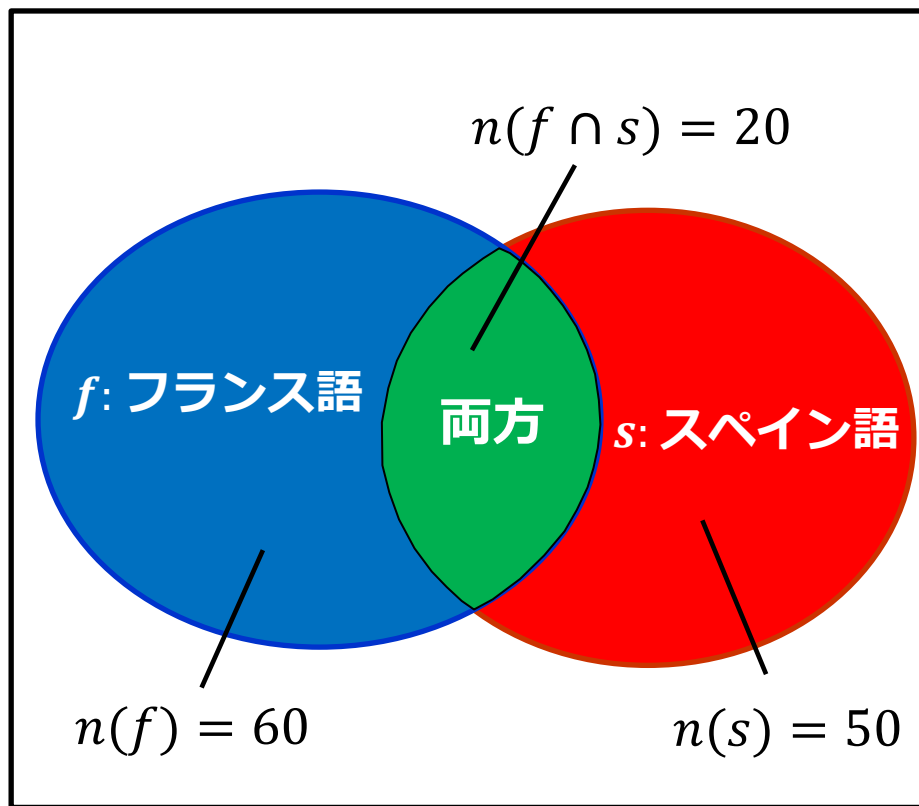 n(f ∩ s) = 20
f: フランス語
両方
s: スペイン語
n(f) = 60
n(s) = 50